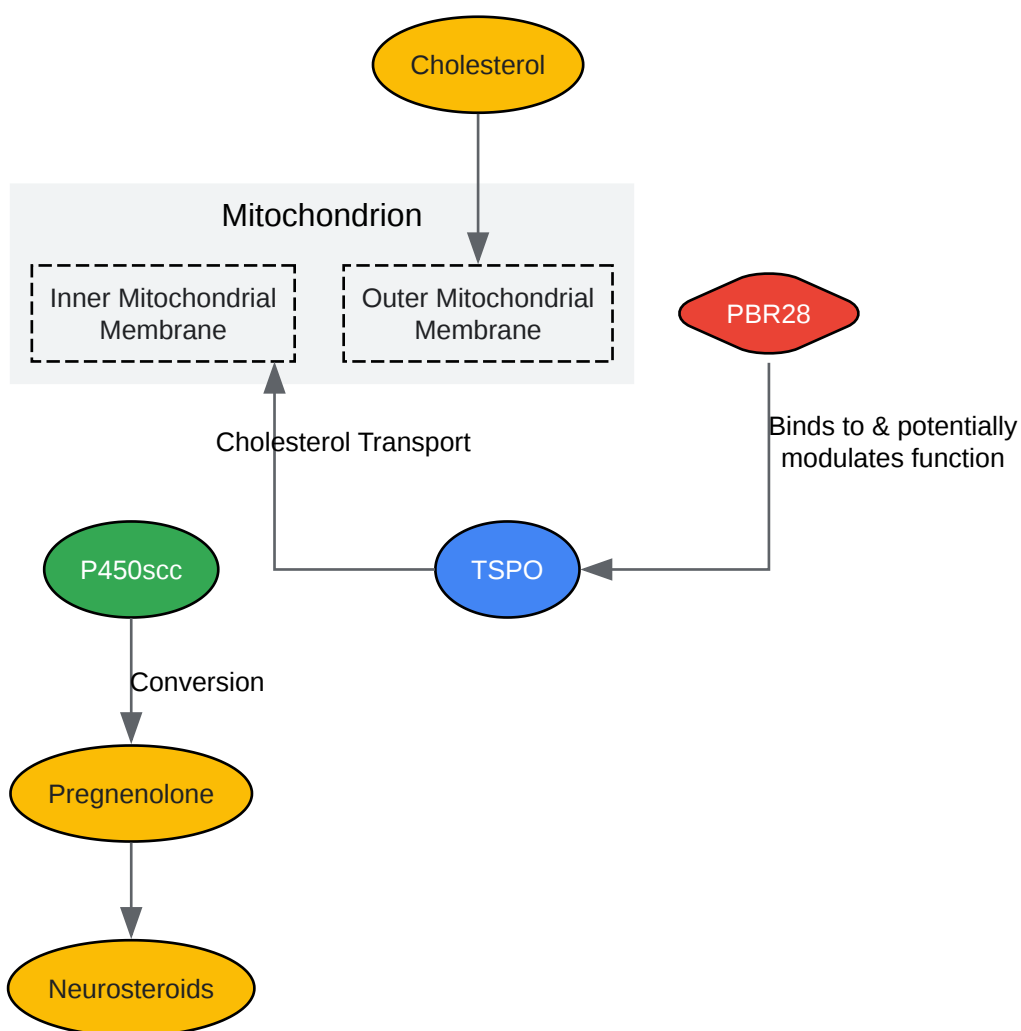 Cholesterol
Mitochondrion
Inner Mitochondrial
Membrane
Outer Mitochondrial
Membrane
PBR28
Binds to & potentially
modulates function
Cholesterol Transport
P450scc
TSPO
Conversion
Pregnenolone
Neurosteroids